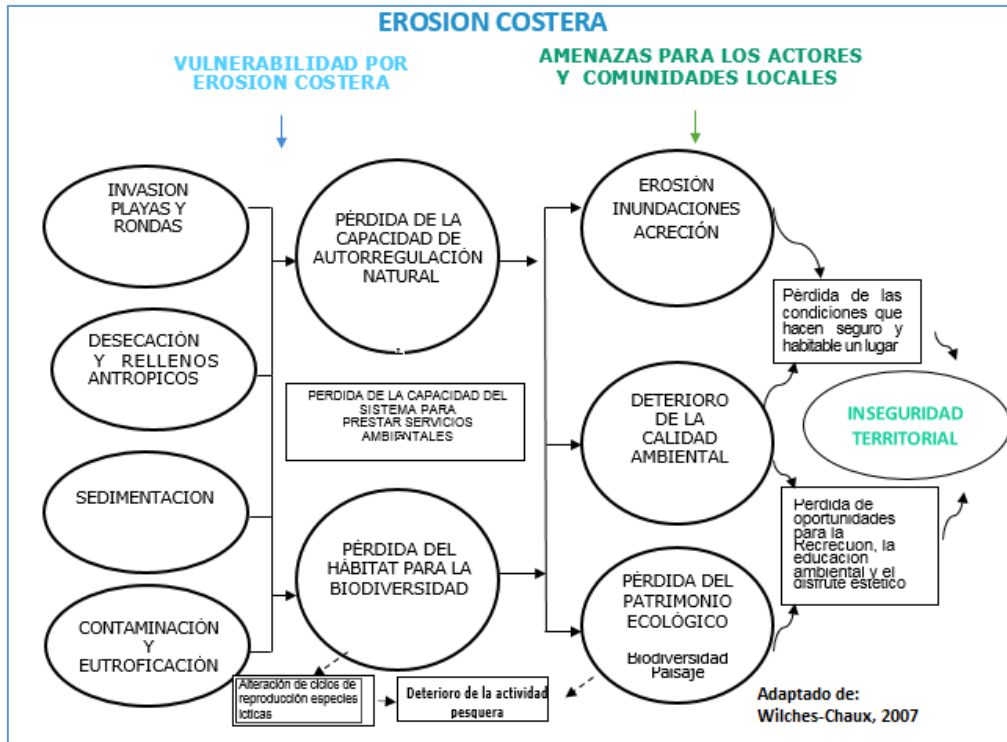 EROSION COSTERA
VULNERABILIDAD POR
EROSION COSTERA
AMENAZAS PARA LOS ACTORES
Y COMUNIDADES LOCALES
INVASION
PLAYAS Y
RONDAS
DESECACIÓN
Y RELLENOS
ANTROPICOS
SEDIMENTACION
CONTAMINACIÓN
Y
EUTROFICACIÓN
PÉRDIDA DE LA
CAPACIDAD DE
AUTORREGULACIÓN
NATURAL
PERDIDA DE LA CAPACIDAD DEL
SISTEMA PARA
PRESTAR SERVICIOS
AMBIENTALES
PÉRDIDA DEL
HÁBITAT PARA LA
BIODIVERSIDAD
Alteración de ciclos de
reproducción especies
icticas
Deterioro de la actividad
pesquera
EROSIÓN
INUNDACIONES
ACRECIÓN
DETERIORO
DE LA
CALIDAD
AMBIENTAL
PÉRDIDA DEL
PATRIMONIO
ECOLÓGICO
Biodiversidad
Paisaje
Pérdida de las
condiciones que
hacen seguro y
habitable un lugar
Perdida de
oportunidades
para la
Recrecuon, la
educación
ambiental y el
disfrute estético
INSEGURIDAD
TERRITORIAL
Adaptado de:
Wilches-Chaux, 2007